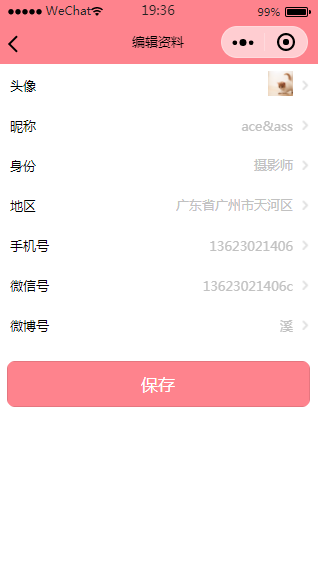 ●●●●● WeChat 19:36 99%
编辑资料
头像
昵称 ace&ass
身份 摄影师
地区 广东省广州市天河区
手机号 13623021406
微信号 13623021406c
微博号 溪
保存